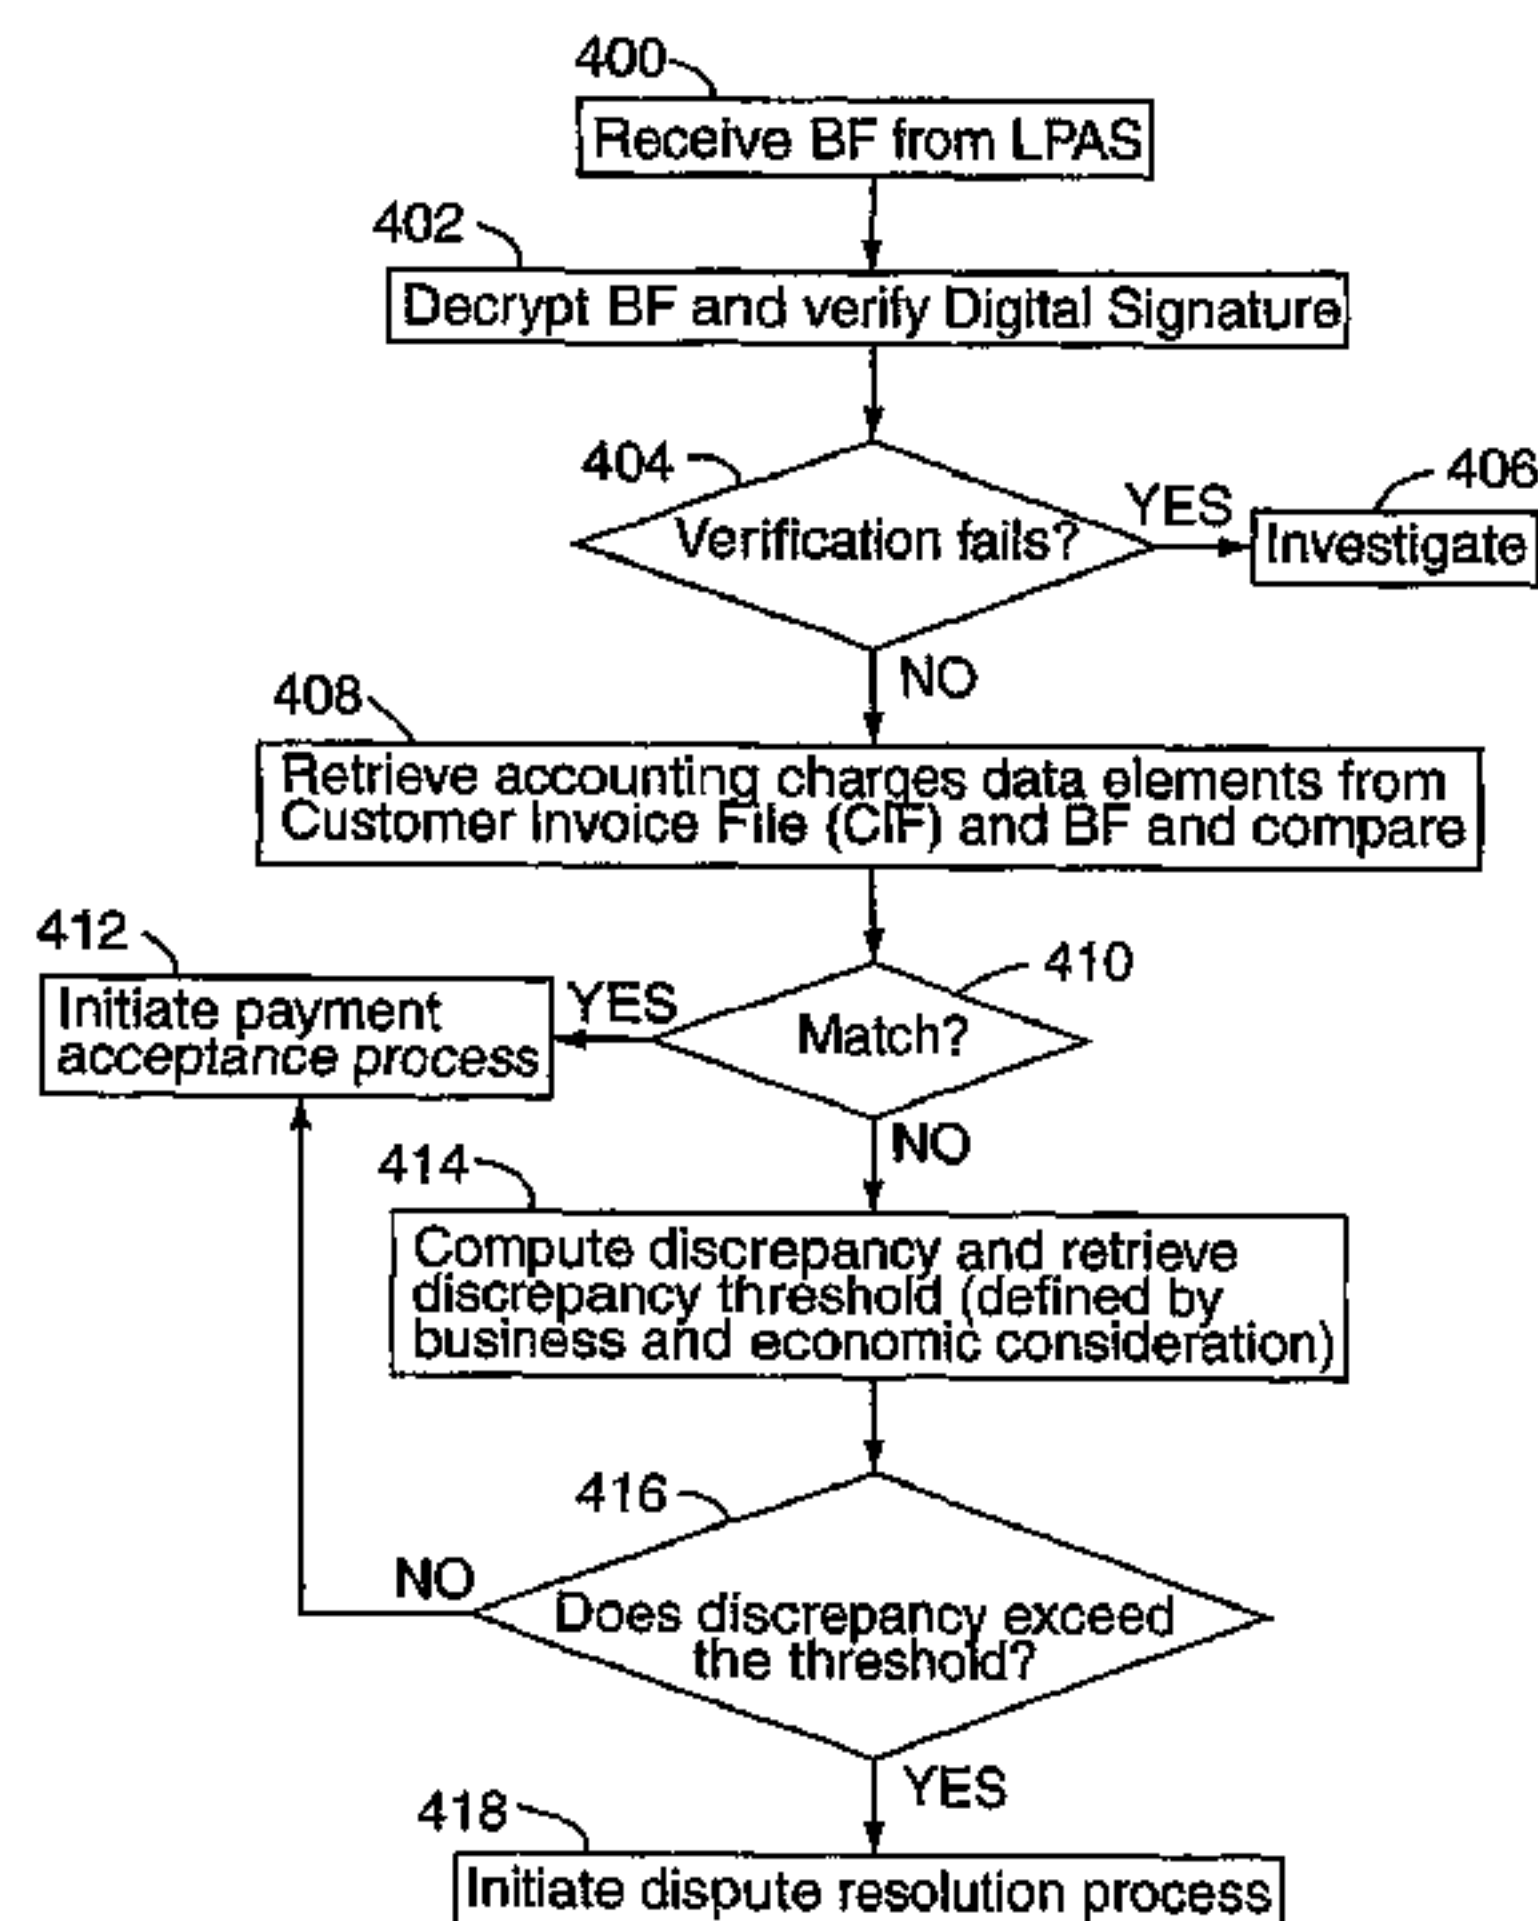 400
Receive BF from LPAS
402
Decrypt BF and verify Digital Signature
404
Verification fails?
YES
406
Investigate
NO
408
Retrieve accounting charges data elements from
Customer Invoice File (CIF) and BF and compare
412
Initiate payment
acceptance process
YES
410
Match?
NO
414
Compute discrepancy and retrieve
discrepancy threshold (defined by
business and economic consideration)
416
NO
Does discrepancy exceed
the threshold?
YES
418
Initiate dispute resolution process